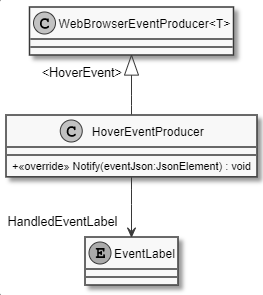 C WebBrowserEventProducer<T>
<HoverEvent>
C HoverEventProducer
+«override» Notify(eventJson:JsonElement) : void
HandledEventLabel
E EventLabel